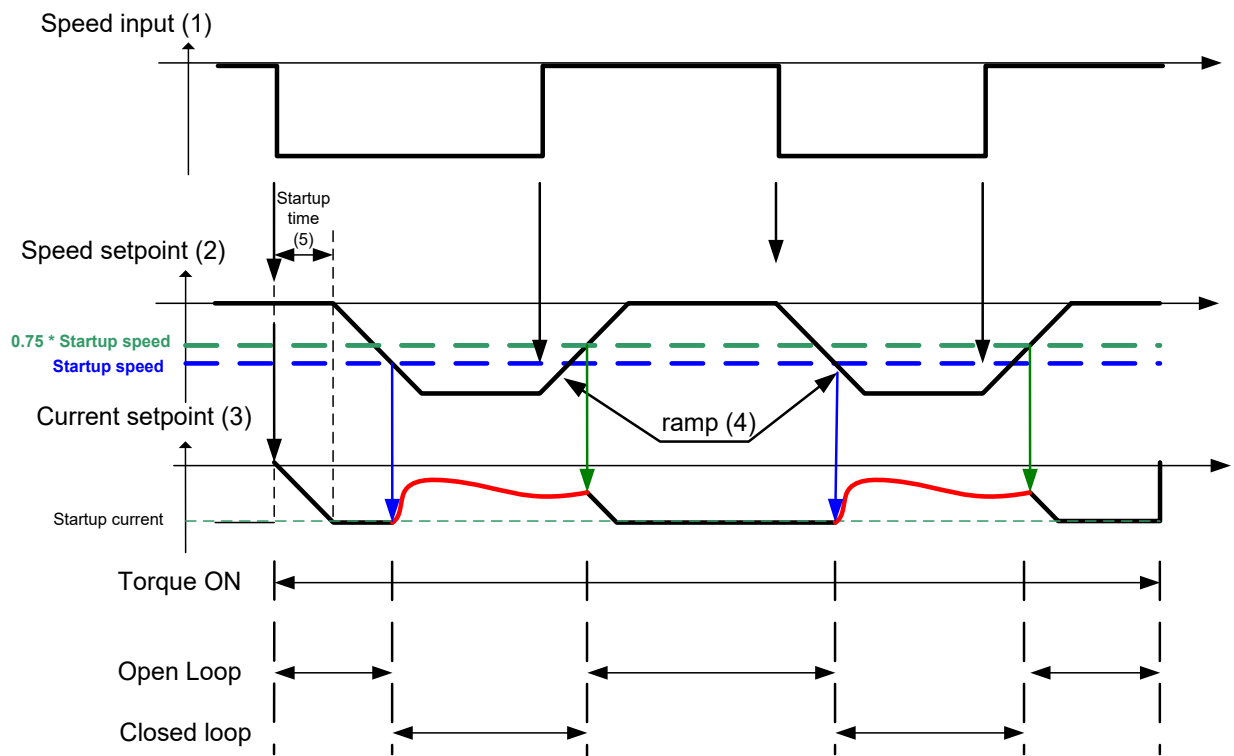 Speed input (1)
Startup
time
(5)
Speed setpoint (2)
0.75 * Startup speed
Startup speed
Current setpoint (3)
ramp (4)
Startup current
Torque ON
Open Loop
Closed loop